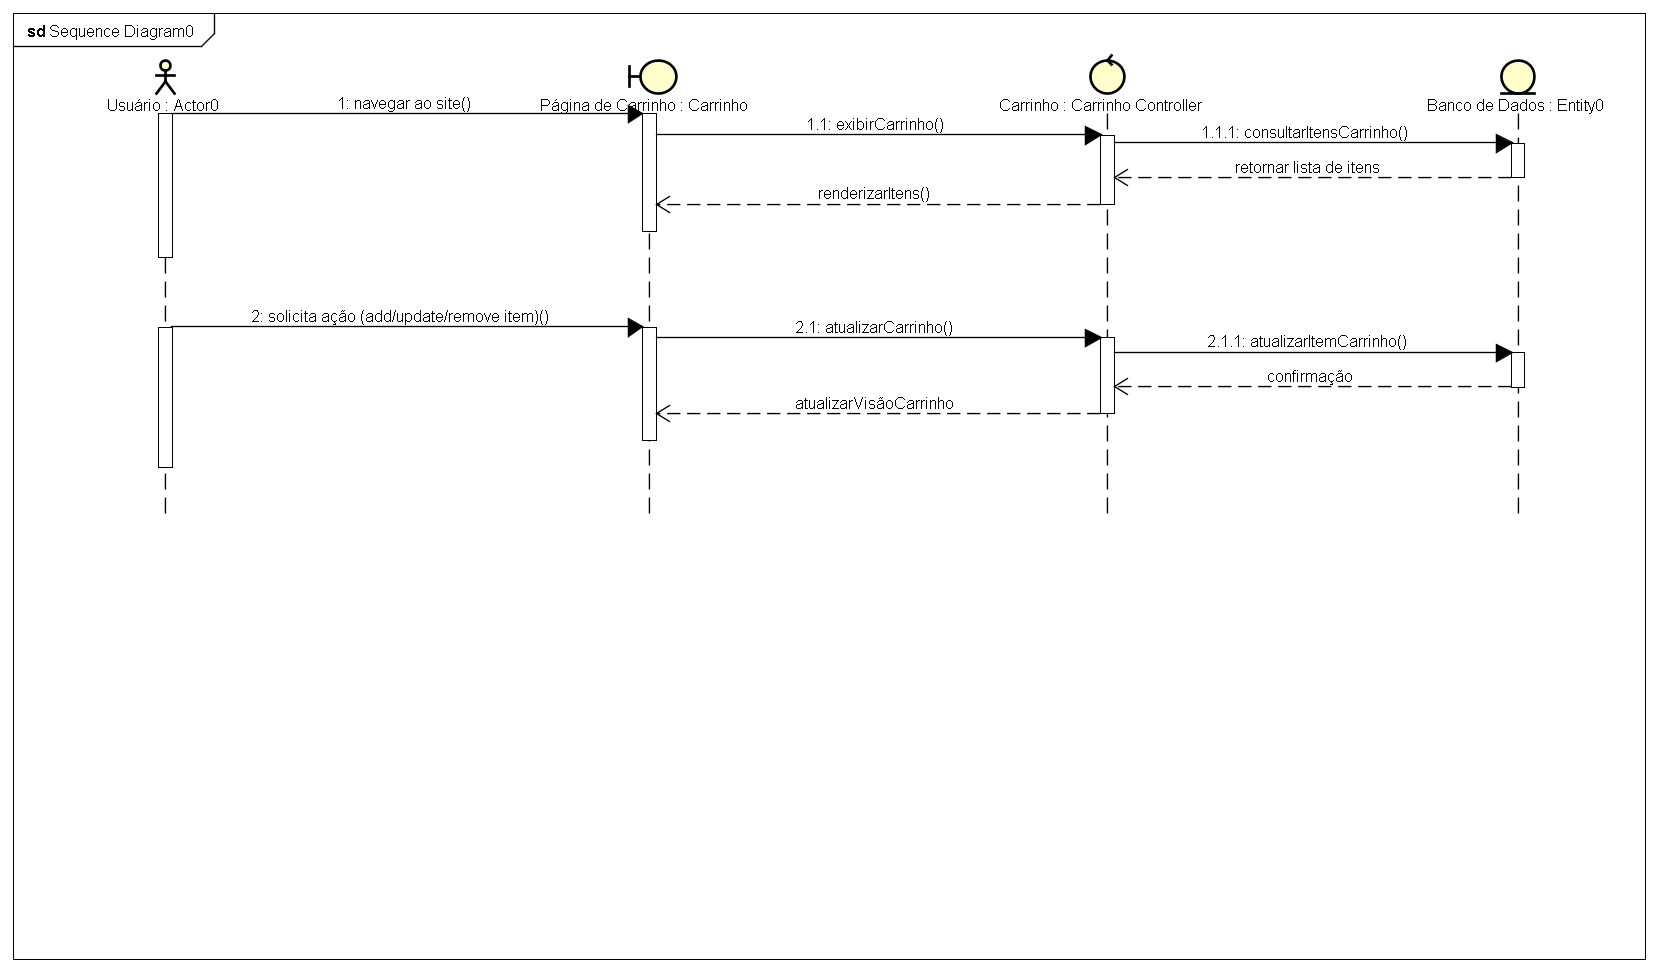 sd Sequence Diagram0
Usuário : Actor0
Página de Carrinho : Carrinho
Carrinho : Carrinho Controller
Banco de Dados : Entity0
1: navegar ao site()
1.1: exibirCarrinho()
1.1.1: consultarItensCarrinho()
retornar lista de itens
renderizarItens()
2: solicita ação (add/update/remove item)()
2.1: atualizarCarrinho()
2.1.1: atualizarItemCarrinho()
confirmação
atualizarVisãoCarrinho